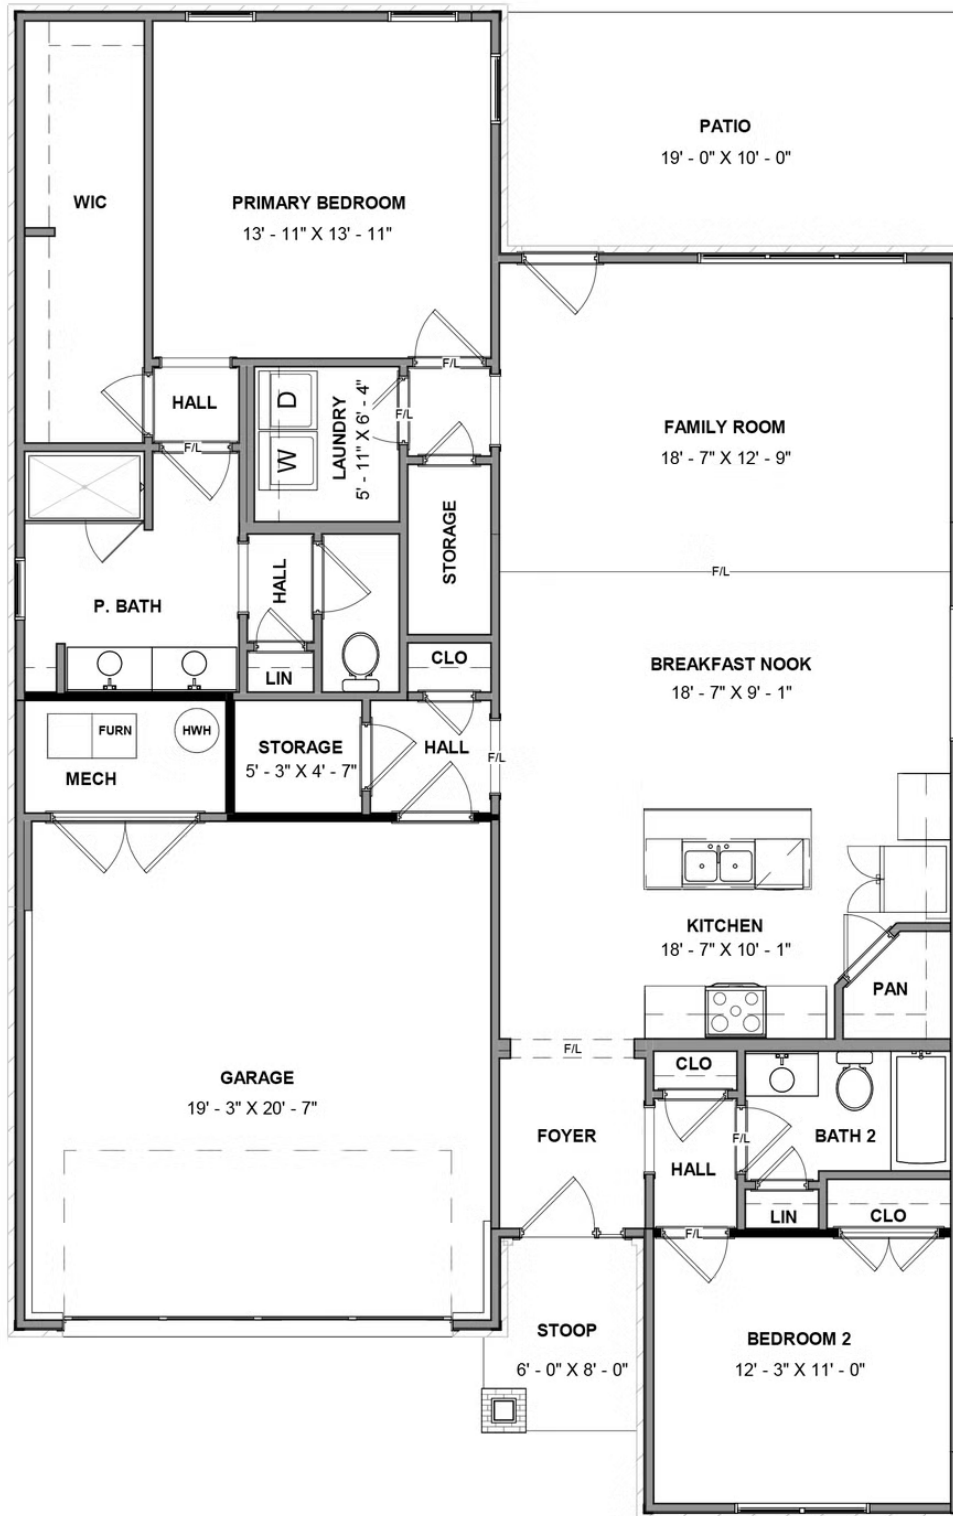 PATIO
19' - 0" X 10' - 0"
WIC
PRIMARY BEDROOM
13' - 11" X 13' - 11"
F/L
HALL
D
W
LAUNDRY
5' - 11" X 6' - 4"
F/L
F/L
FAMILY ROOM
18' - 7" X 12' - 9"
STORAGE
F/L
HALL
P. BATH
LIN
CLO
BREAKFAST NOOK
18' - 7" X 9' - 1"
FURN
HWH
MECH
STORAGE
5' - 3" X 4' - 7"
HALL
F/L
KITCHEN
18' - 7" X 10' - 1"
PAN
F/L
GARAGE
19' - 3" X 20' - 7"
CLO
FOYER
F/L
BATH 2
HALL
LIN
CLO
F/L
STOOP
6' - 0" X 8' - 0"
BEDROOM 2
12' - 3" X 11' - 0"